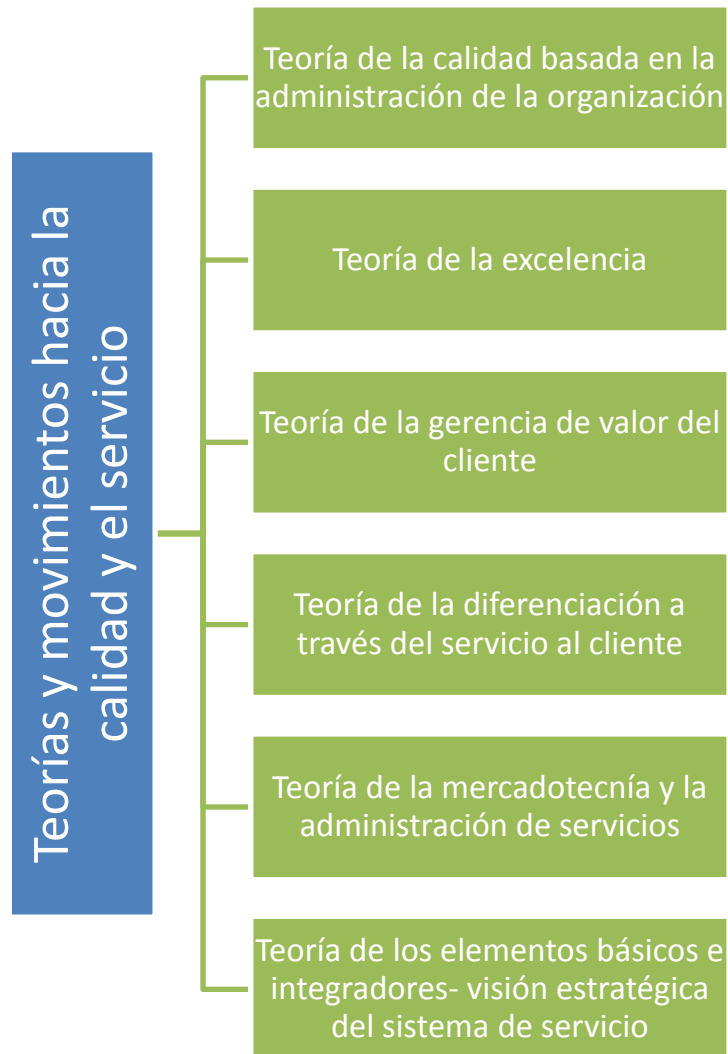 Teorías y movimientos hacia la
calidad y el servicio
Teoría de la calidad basada en la
administración de la organización
Teoría de la excelencia
Teoría de la gerencia de valor del
cliente
Teoría de la diferenciación a
través del servicio al cliente
Teoría de la mercadotecnía y la
administración de servicios
Teoría de los elementos básicos e
integradores- visión estratégica
del sistema de servicio